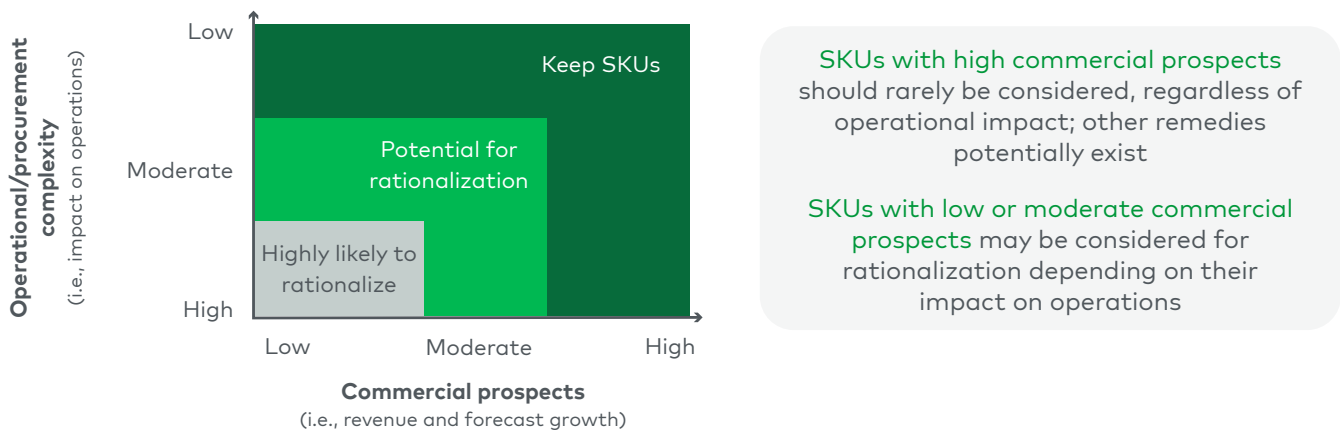 Operational/procurement
complexity
(i.e., impact on operations)
Low
Moderate
High
Keep SKUs
Potential for
rationalization
Highly likely to
rationalize
Low
Moderate
High
Commercial prospects
(i.e., revenue and forecast growth)
SKUs with high commercial prospects
should rarely be considered, regardless of
operational impact; other remedies
potentially exist
SKUs with low or moderate commercial
prospects may be considered for
rationalization depending on their
impact on operations